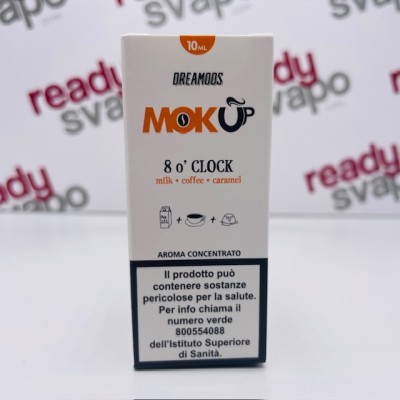 10ML
DREAMODS
MOKUP
8 o' CLOCK
milk + coffee + caramel
+ +
AROMA CONCENTRATO
Il prodotto può
contenere sostanze
pericolose per la salute.
Per info chiama il
numero verde
800554088
dell'Istituto Superiore
di Sanità.
ready
svapo
ready
svapo
ready
svapo
ready